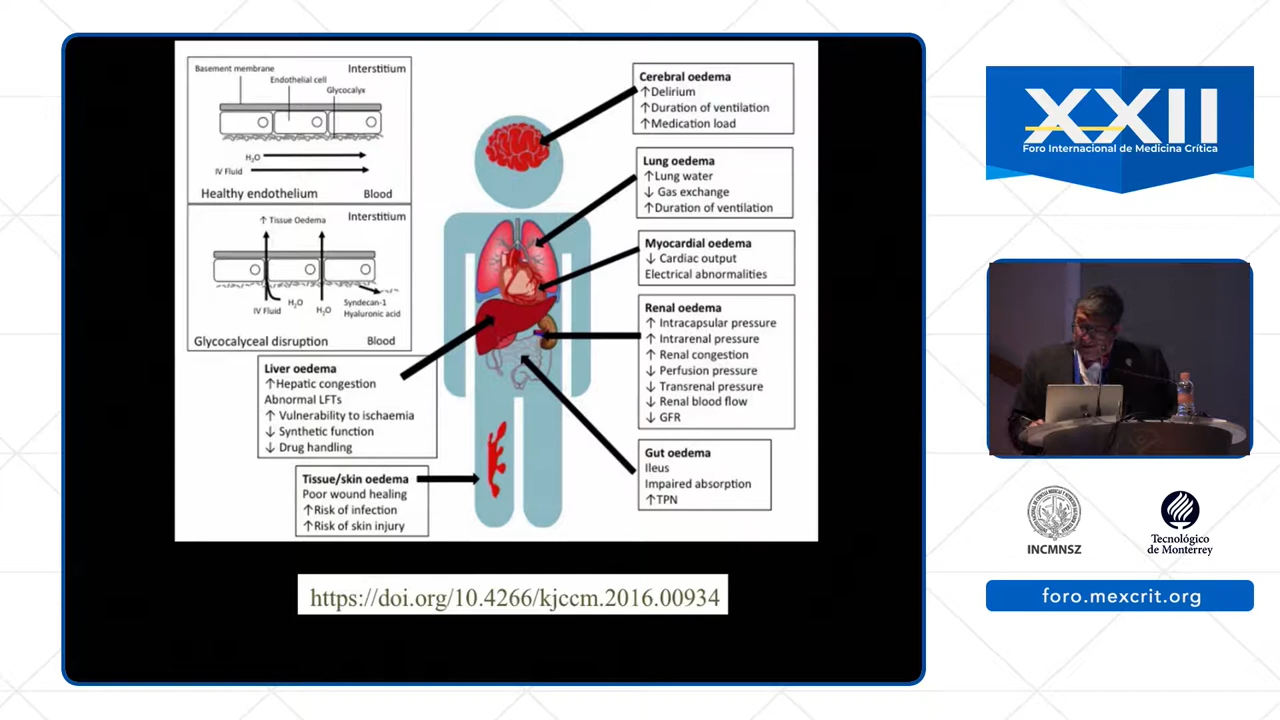 Basement membrane
Interstitium
Endothelial cell
Glycocalyx
H₂O
IV Fluid
Healthy endothelium
Blood
↑ Tissue Oedema
Interstitium
H₂O
IV Fluid
H₂O
Syndecan-1
Hyaluronic acid
Glycocalyceal disruption
Blood
Liver oedema
↑Hepatic congestion
Abnormal LFTs
↑ Vulnerability to ischaemia
↓ Synthetic function
↓ Drug handling
Tissue/skin oedema
Poor wound healing
↑Risk of infection
↑Risk of skin injury
Cerebral oedema
↑Delirium
↑Duration of ventilation
↑Medication load
Lung oedema
↑Lung water
↓ Gas exchange
↑Duration of ventilation
Myocardial oedema
↓ Cardiac output
Electrical abnormalities
Renal oedema
↑ Intracapsular pressure
↑ Intrarenal pressure
↑ Renal congestion
↓ Perfusion pressure
↓ Transrenal pressure
↓ Renal blood flow
↓ GFR
Gut oedema
Ileus
Impaired absorption
↑TPN
https://doi.org/10.4266/kjccm.2016.00934
XXII
Foro Internacional de Medicina Crítica
INCMNSZ
Tecnológico
de Monterrey
foro.mexcrit.org